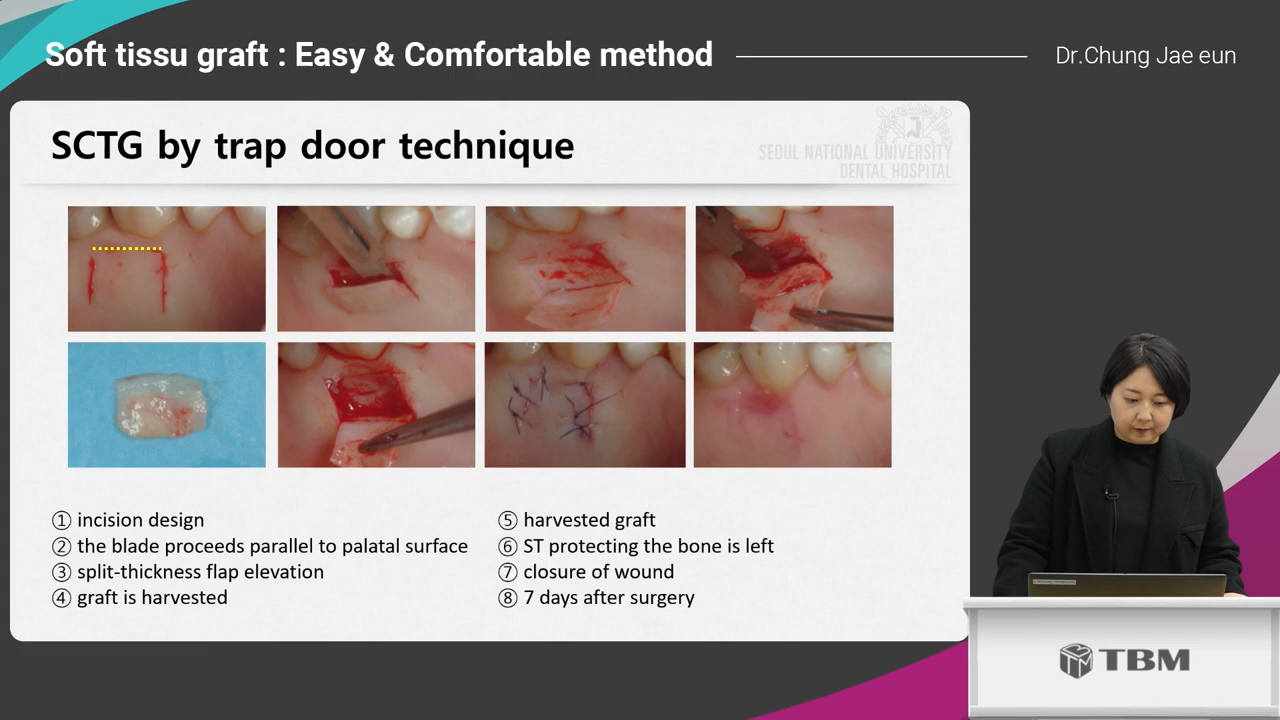 Soft tissu graft : Easy & Comfortable method
Dr.Chung Jae eun
SCTG by trap door technique
SEOUL NATIONAL UNIVERSITY
DENTAL HOSPITAL
① incision design
② the blade proceeds parallel to palatal surface
③ split-thickness flap elevation
④ graft is harvested
⑤ harvested graft
⑥ ST protecting the bone is left
⑦ closure of wound
⑧ 7 days after surgery
TBM